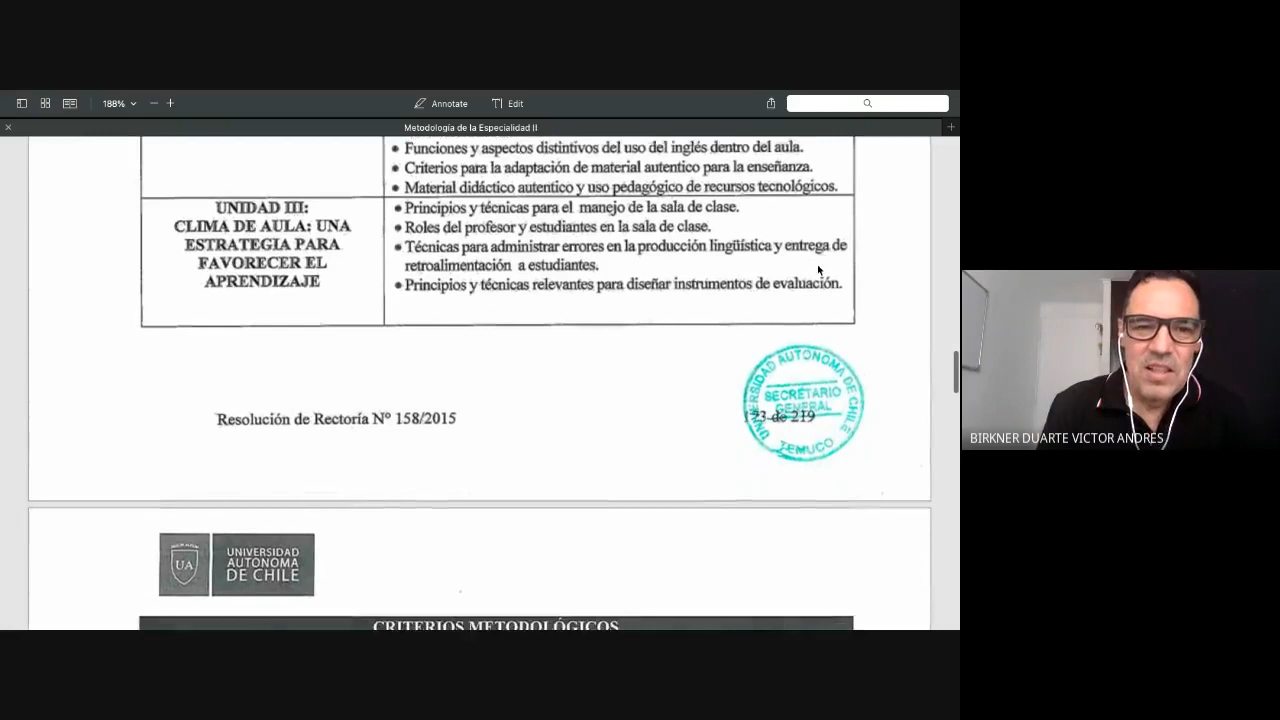 188%
Annotate
Edit
Metodología de la Especialidad II
• Funciones y aspectos distintivos del uso del inglés dentro del aula.
• Criterios para la adaptación de material autentico para la enseñanza.
• Material didáctico autentico y uso pedagógico de recursos tecnológicos.
UNIDAD III:
CLIMA DE AULA: UNA
ESTRATEGIA PARA
FAVORECER EL
APRENDIZAJE
• Principios y técnicas para el manejo de la sala de clase.
• Roles del profesor y estudiantes en la sala de clase.
• Técnicas para administrar errores en la producción lingüística y entrega de
retroalimentación a estudiantes.
• Principios y técnicas relevantes para diseñar instrumentos de evaluación.
Resolución de Rectoría Nº 158/2015
UNIVERSIDAD AUTONOMA DE CHILE
SECRETARIO
GENERAL
173 de 219
TEMUCO
UA
UNIVERSIDAD
AUTONOMA
DE CHILE
CRITERIOS METODOLÓGICOS
BIRKNER DUARTE VICTOR ANDRES